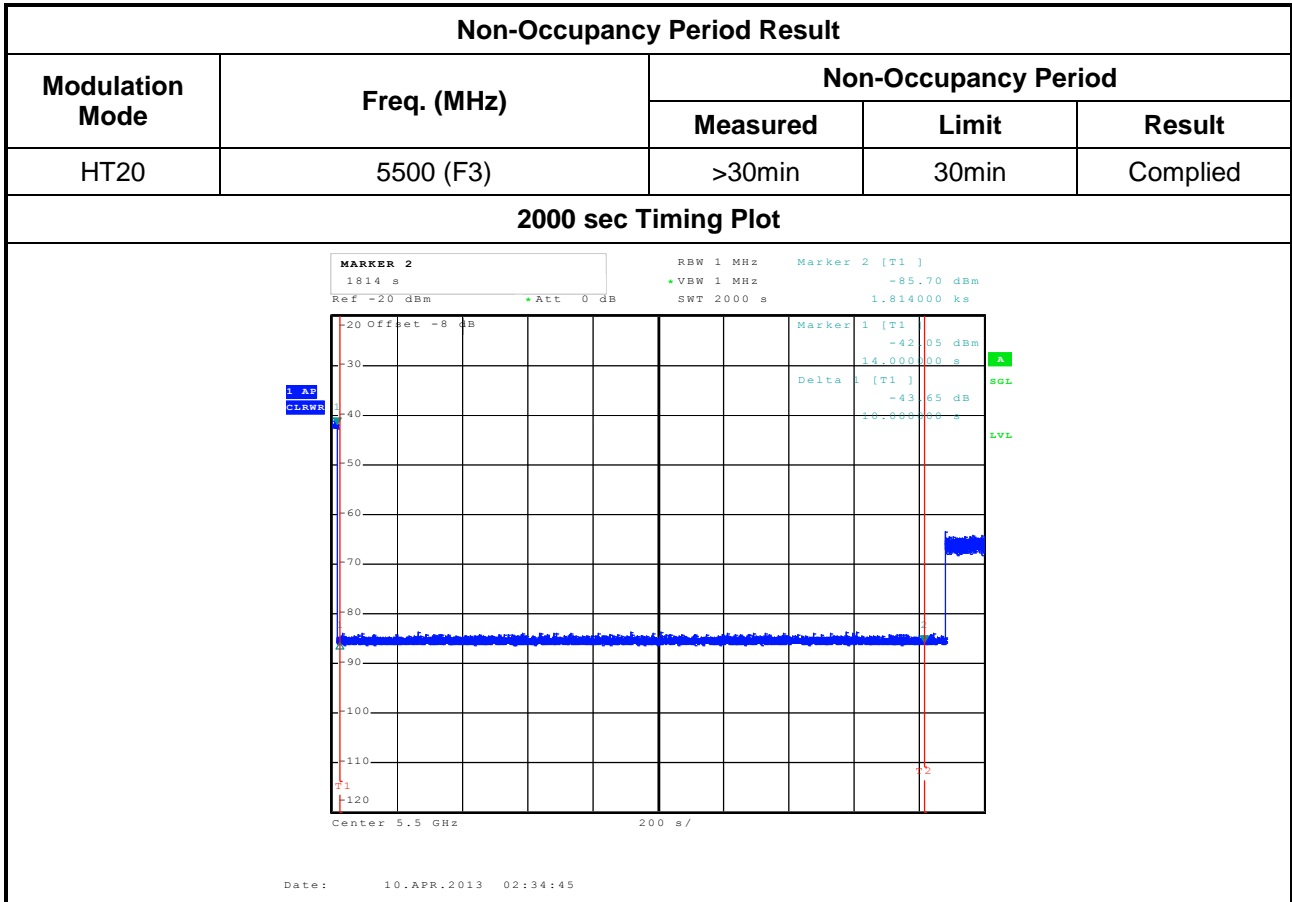 Non-Occupancy Period Result
Modulation Mode
Freq. (MHz)
Non-Occupancy Period
Measured
Limit
Result
HT20
5500 (F3)
>30min
30min
Complied
2000 sec Timing Plot
MARKER 2
1814 s
RBW 1 MHz
Marker 2 [T1 ]
*VBW 1 MHz
-85.70 dBm
Ref -20 dBm
*Att 0 dB
SWT 2000 s
1.814000 ks
-20 Offset -8 dB
Marker 1 [T1 ]
-42.05 dBm
-30
14.000000 s
A
Delta 1 [T1 ]
SGL
1 AP
-43.65 dB
CLRWR
1
-40
10.000000 s
LVL
-50
-60
-70
-80
1
2
-90
-100
-110
T2
T1
-120
Center 5.5 GHz
200 s/
Date: 10.APR.2013 02:34:45